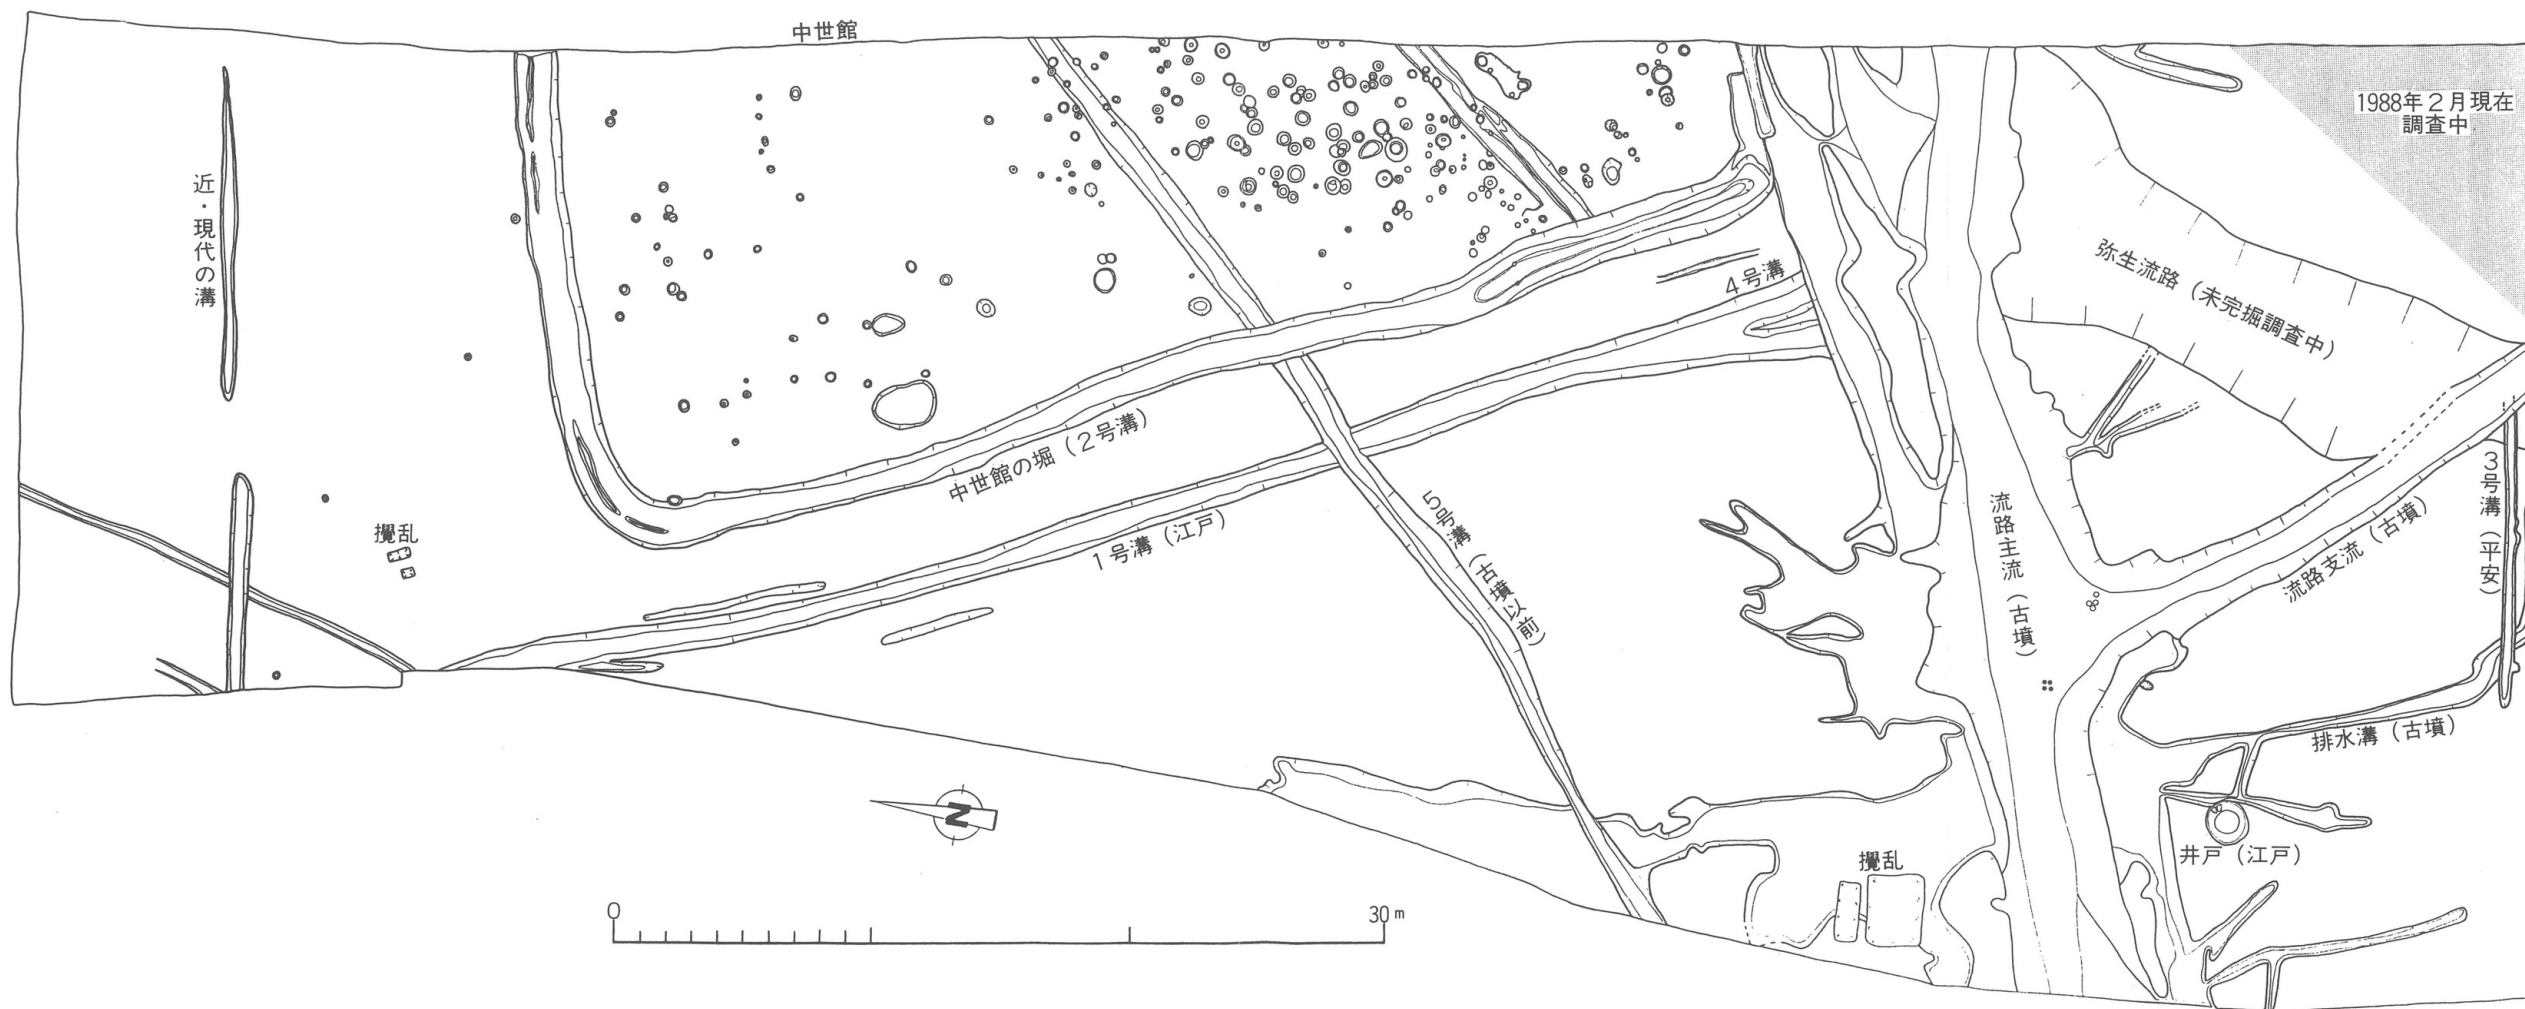 中世館
1988年2月現在
調査中
近・現代の溝
弥生流路(未完掘調査中)
4号溝
中世館の堀(2号溝)
3号溝(平安)
5号溝(古墳以前)
流路主流(古墳)
流路支流(古墳)
攪乱
1号溝(江戸)
排水溝(古墳)
N
井戸(江戸)
攪乱
0
30m